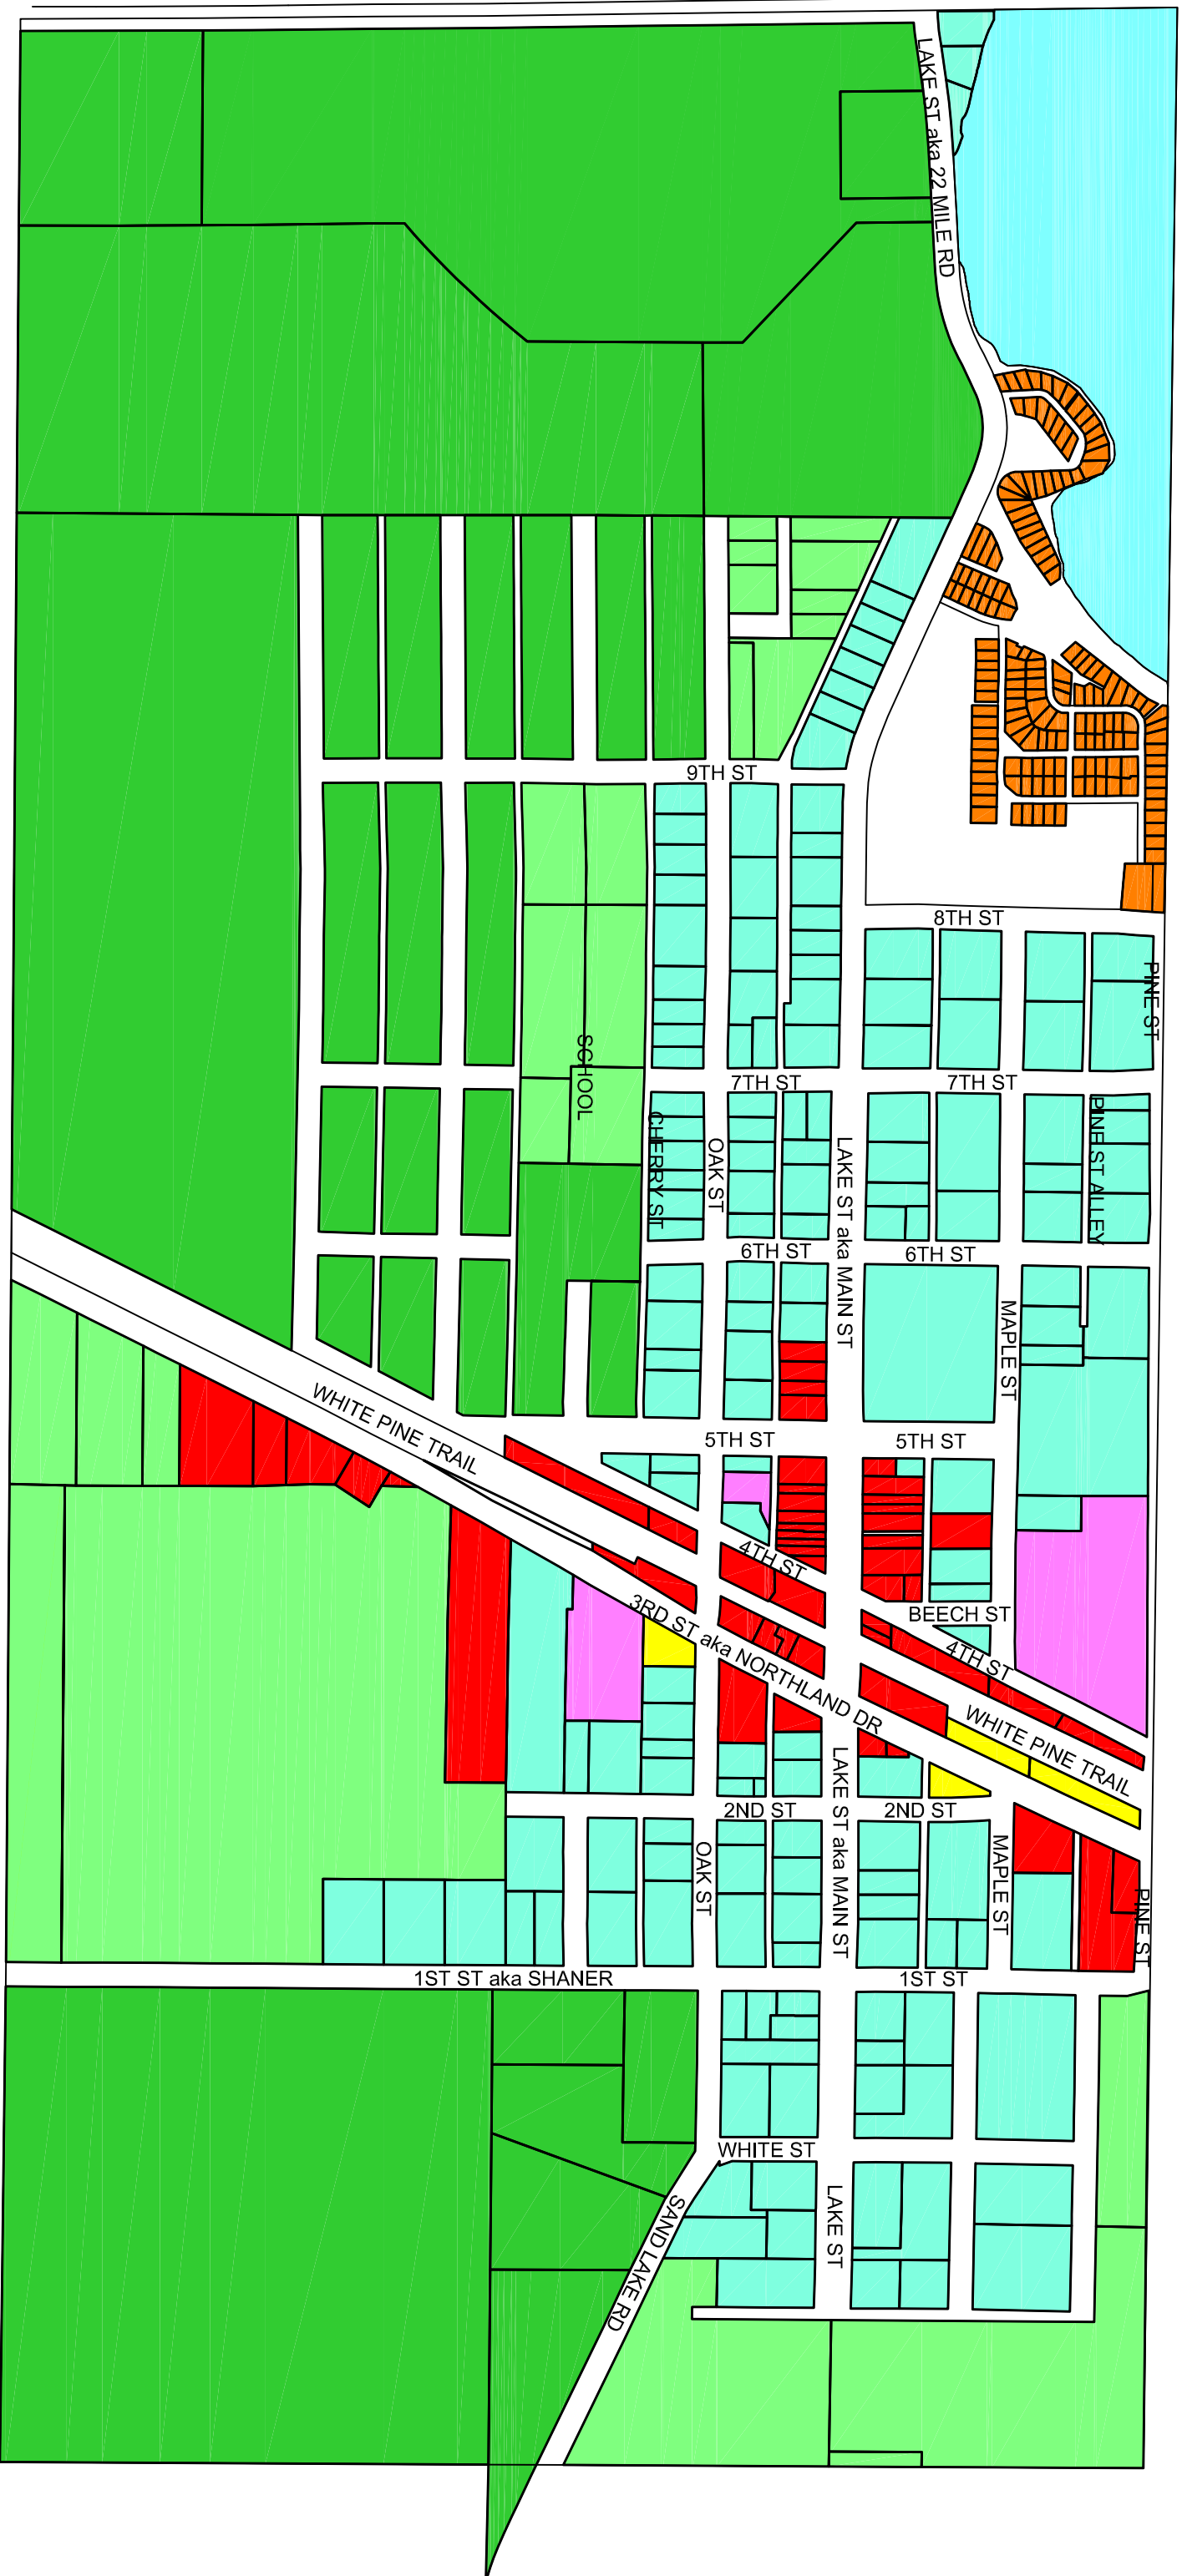 LAKE ST aka 22 MILE RD
9TH ST
8TH ST
PINE ST
SCHOOL
7TH ST
7TH ST
CHERRY ST
OAK ST
LAKE ST aka MAIN ST
PINE ST ALLEY
6TH ST
6TH ST
MAPLE ST
WHITE PINE TRAIL
5TH ST
5TH ST
4TH ST
3RD ST aka NORTHLAND DR
BEECH ST
4TH ST
WHITE PINE TRAIL
LAKE ST aka MAIN ST
2ND ST
2ND ST
OAK ST
MAPLE ST
PINE ST
1ST ST aka SHANER
1ST ST
WHITE ST
SAND LAKE RD
LAKE ST